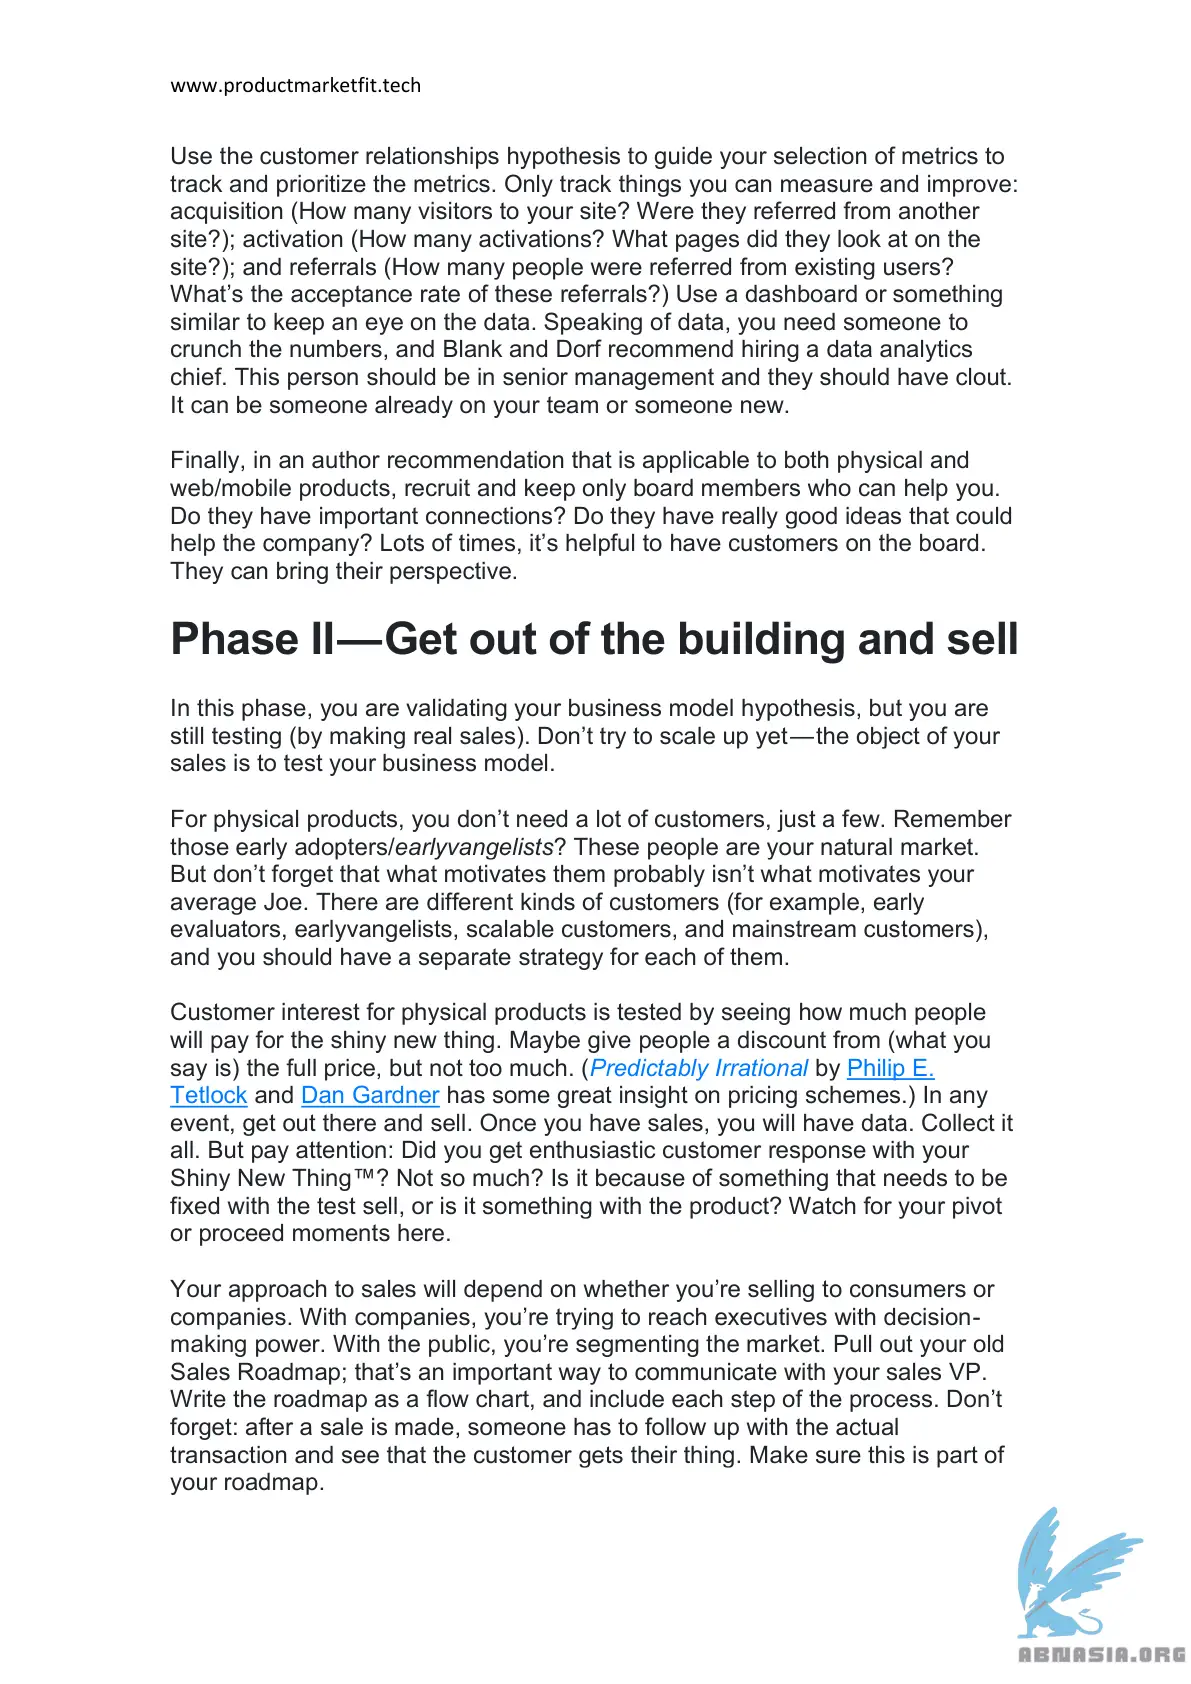 www.productmarketfit.tech
Use the customer relationships hypothesis to guide your selection of metrics to
track and prioritize the metrics. Only track things you can measure and improve:
acquisition (How many visitors to your site? Were they referred from another
site?); activation (How many activations? What pages did they look at on the
site?); and referrals (How many people were referred from existing users?
What’s the acceptance rate of these referrals?) Use a dashboard or something
similar to keep an eye on the data. Speaking of data, you need someone to
crunch the numbers, and Blank and Dorf recommend hiring a data analytics
chief. This person should be in senior management and they should have clout.
It can be someone already on your team or someone new.
Finally, in an author recommendation that is applicable to both physical and
web/mobile products, recruit and keep only board members who can help you.
Do they have important connections? Do they have really good ideas that could
help the company? Lots of times, it’s helpful to have customers on the board.
They can bring their perspective.
Phase II—Get out of the building and sell
In this phase, you are validating your business model hypothesis, but you are
still testing (by making real sales). Don’t try to scale up yet—the object of your
sales is to test your business model.
For physical products, you don’t need a lot of customers, just a few. Remember
those early adopters/earlyvangelists? These people are your natural market.
But don’t forget that what motivates them probably isn’t what motivates your
average Joe. There are different kinds of customers (for example, early
evaluators, earlyvangelists, scalable customers, and mainstream customers),
and you should have a separate strategy for each of them.
Customer interest for physical products is tested by seeing how much people
will pay for the shiny new thing. Maybe give people a discount from (what you
say is) the full price, but not too much. (Predictably Irrational by Philip E.
Tetlock and Dan Gardner has some great insight on pricing schemes.) In any
event, get out there and sell. Once you have sales, you will have data. Collect it
all. But pay attention: Did you get enthusiastic customer response with your
Shiny New Thing™? Not so much? Is it because of something that needs to be
fixed with the test sell, or is it something with the product? Watch for your pivot
or proceed moments here.
Your approach to sales will depend on whether you’re selling to consumers or
companies. With companies, you’re trying to reach executives with decision-
making power. With the public, you’re segmenting the market. Pull out your old
Sales Roadmap; that’s an important way to communicate with your sales VP.
Write the roadmap as a flow chart, and include each step of the process. Don’t
forget: after a sale is made, someone has to follow up with the actual
transaction and see that the customer gets their thing. Make sure this is part of
your roadmap.
ABNASIA.ORG